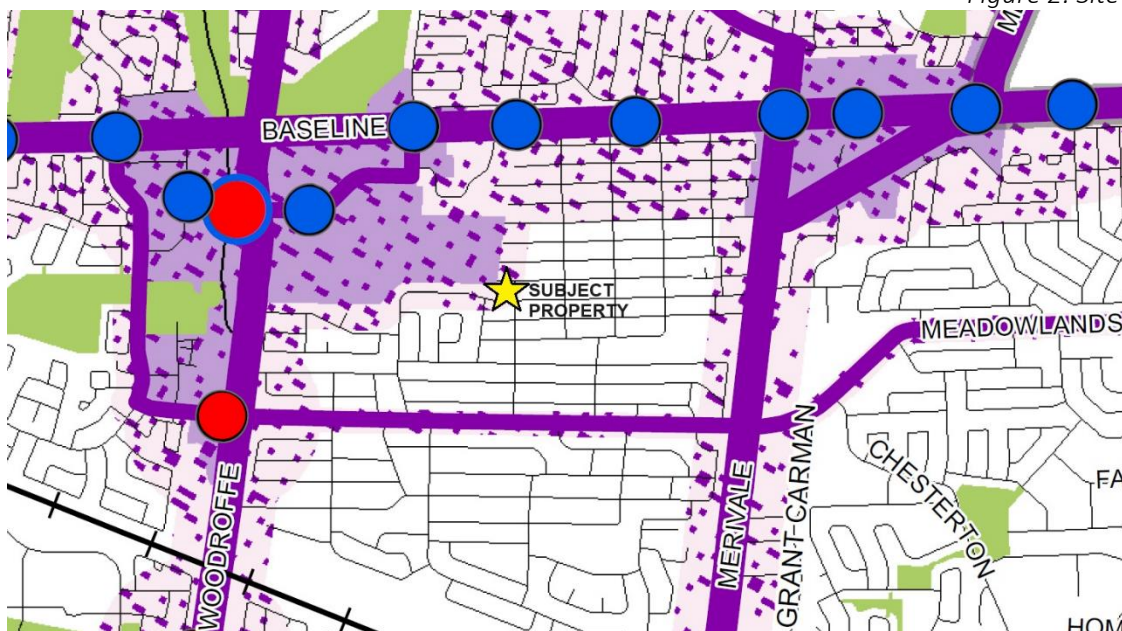 Figure 2: Site
BASELINE
SUBJECT
PROPERTY
MEADOWLANDS
CHESTERTON
MERIVALE
GRANT CARMAN
WOODROFFE